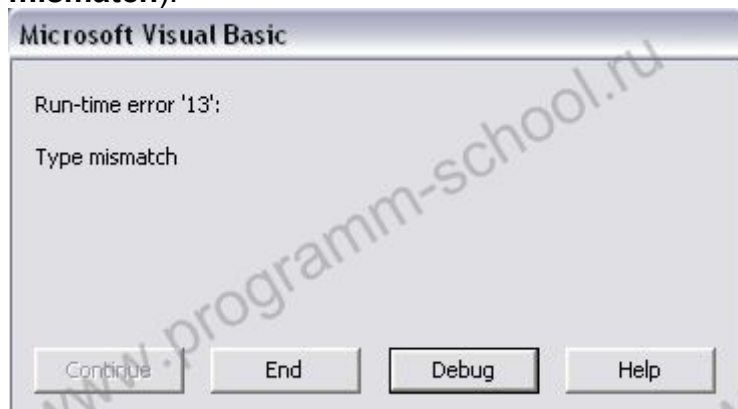 mismatch).
Microsoft Visual Basic
Run-time error '13':
Type mismatch
Continue End Debug Help
www.programm-school.ru